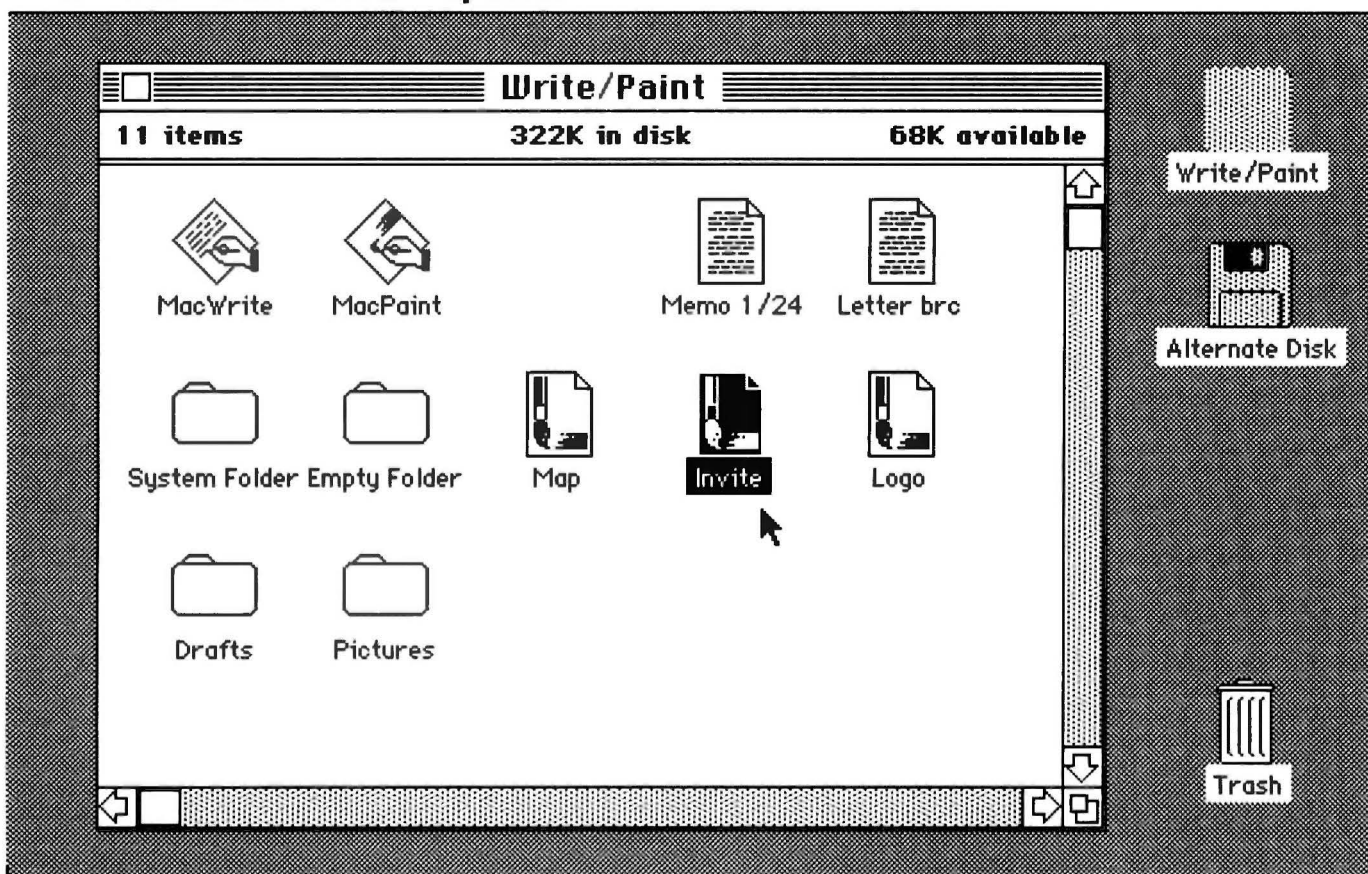 Write/Paint
11 items 322K in disk 68K available
Write/Paint
MacWrite MacPaint Memo 1/24 Letter brc
Alternate Disk
System Folder Empty Folder Map Invite Logo
Drafts Pictures
Trash